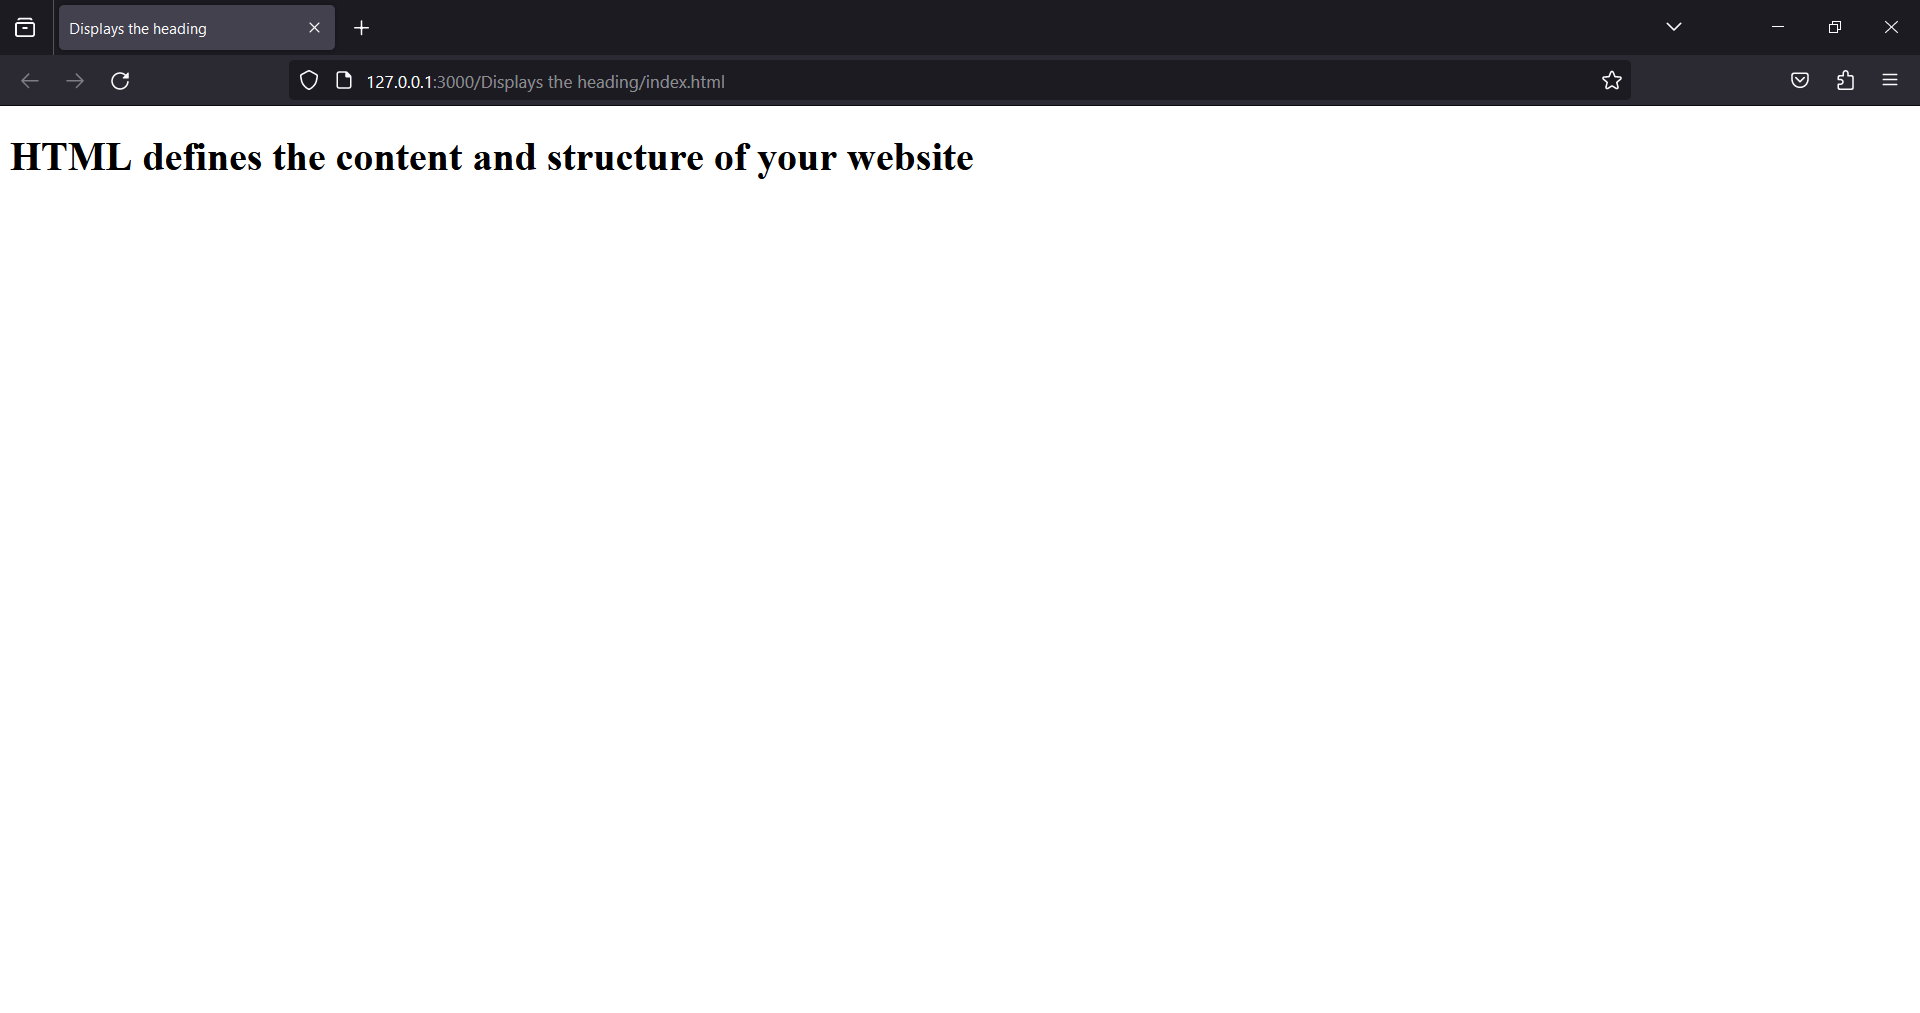 Displays the heading
127.0.0.1:3000/Displays the heading/index.html
HTML defines the content and structure of your website